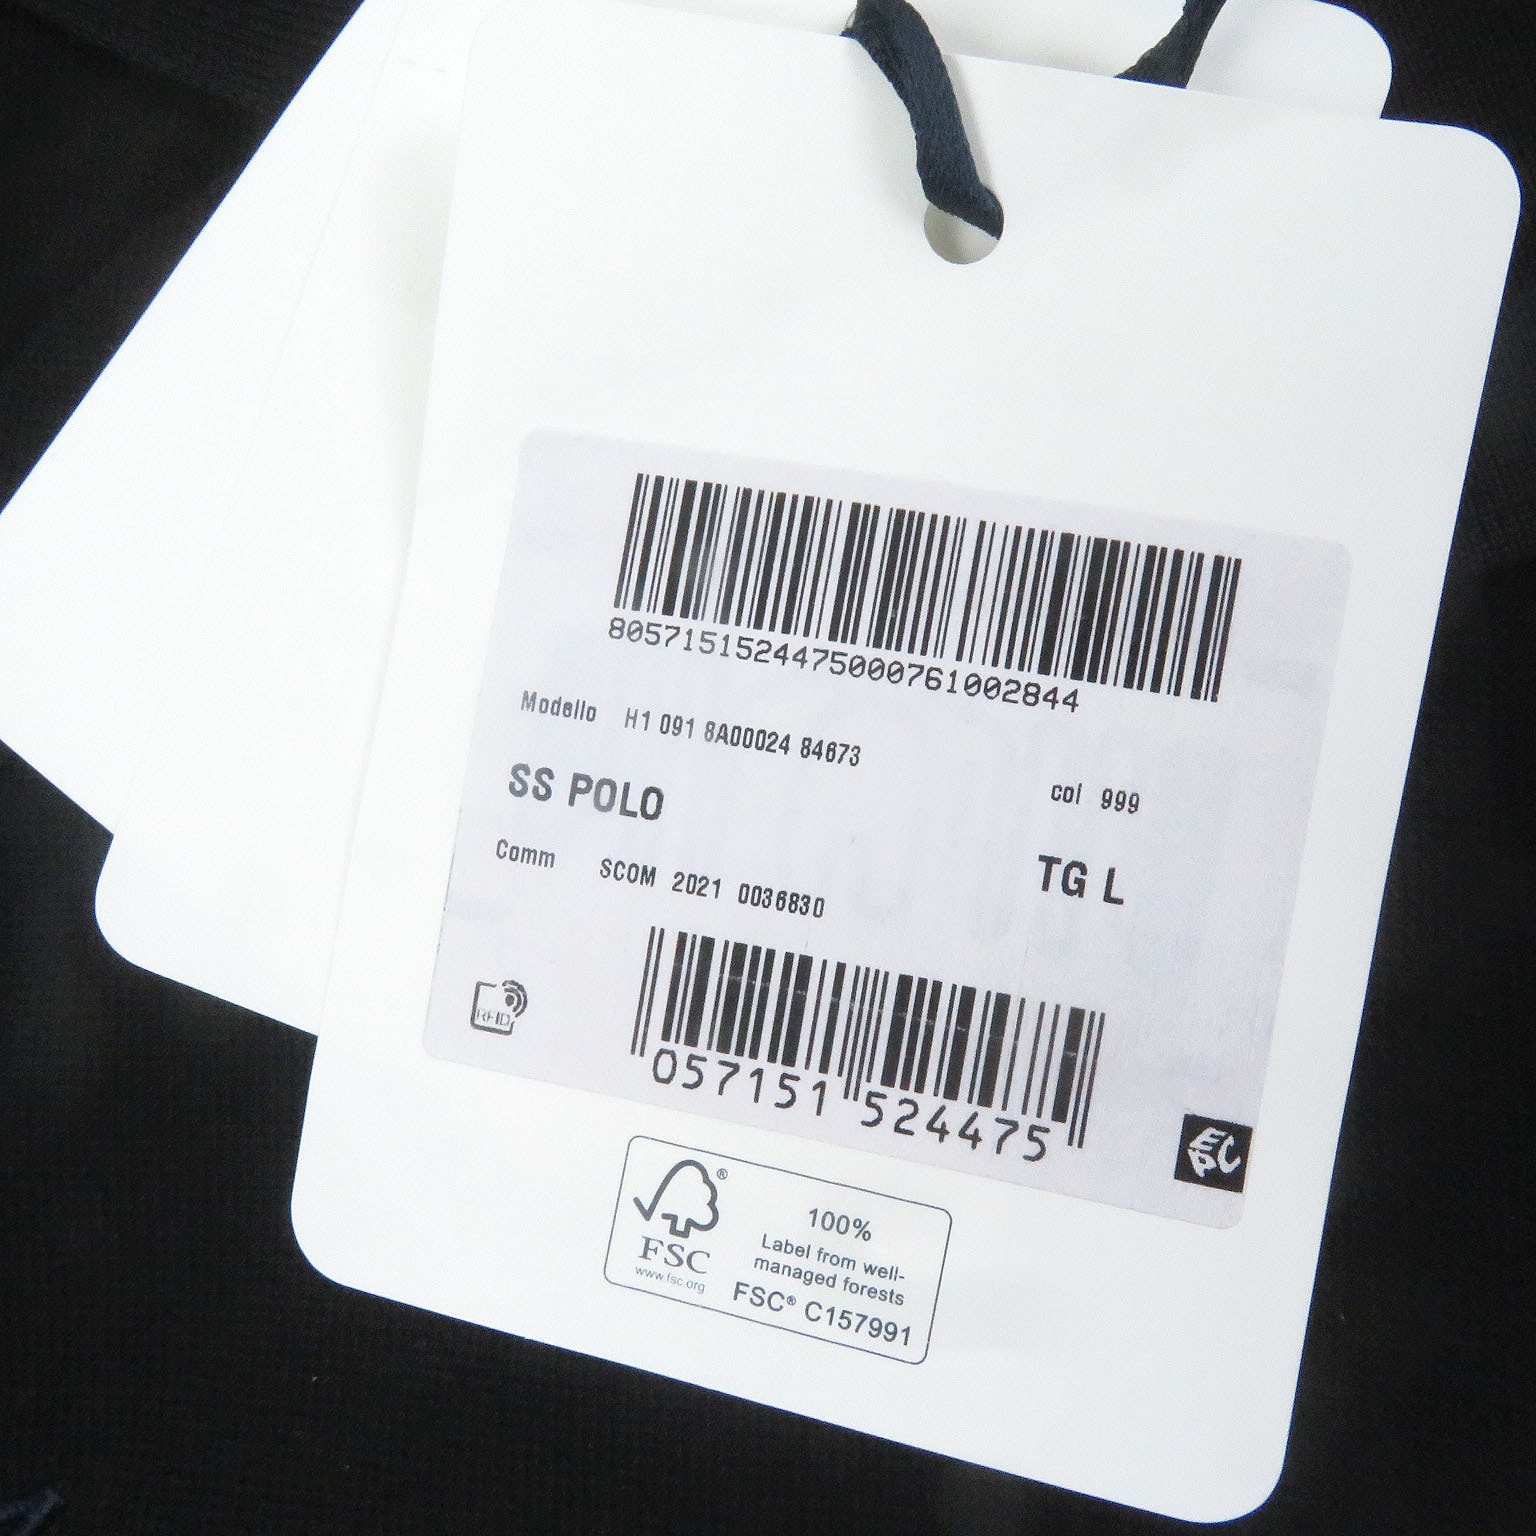 8057151524475000761002844
Modello H1 091 8A00024 84673
SS POLO
col 999
Comm SCOM 2021 0036830
TG L
RFID
057151 524475
FSC®
www.fsc.org
100%
Label from well-
managed forests
FSC® C157991